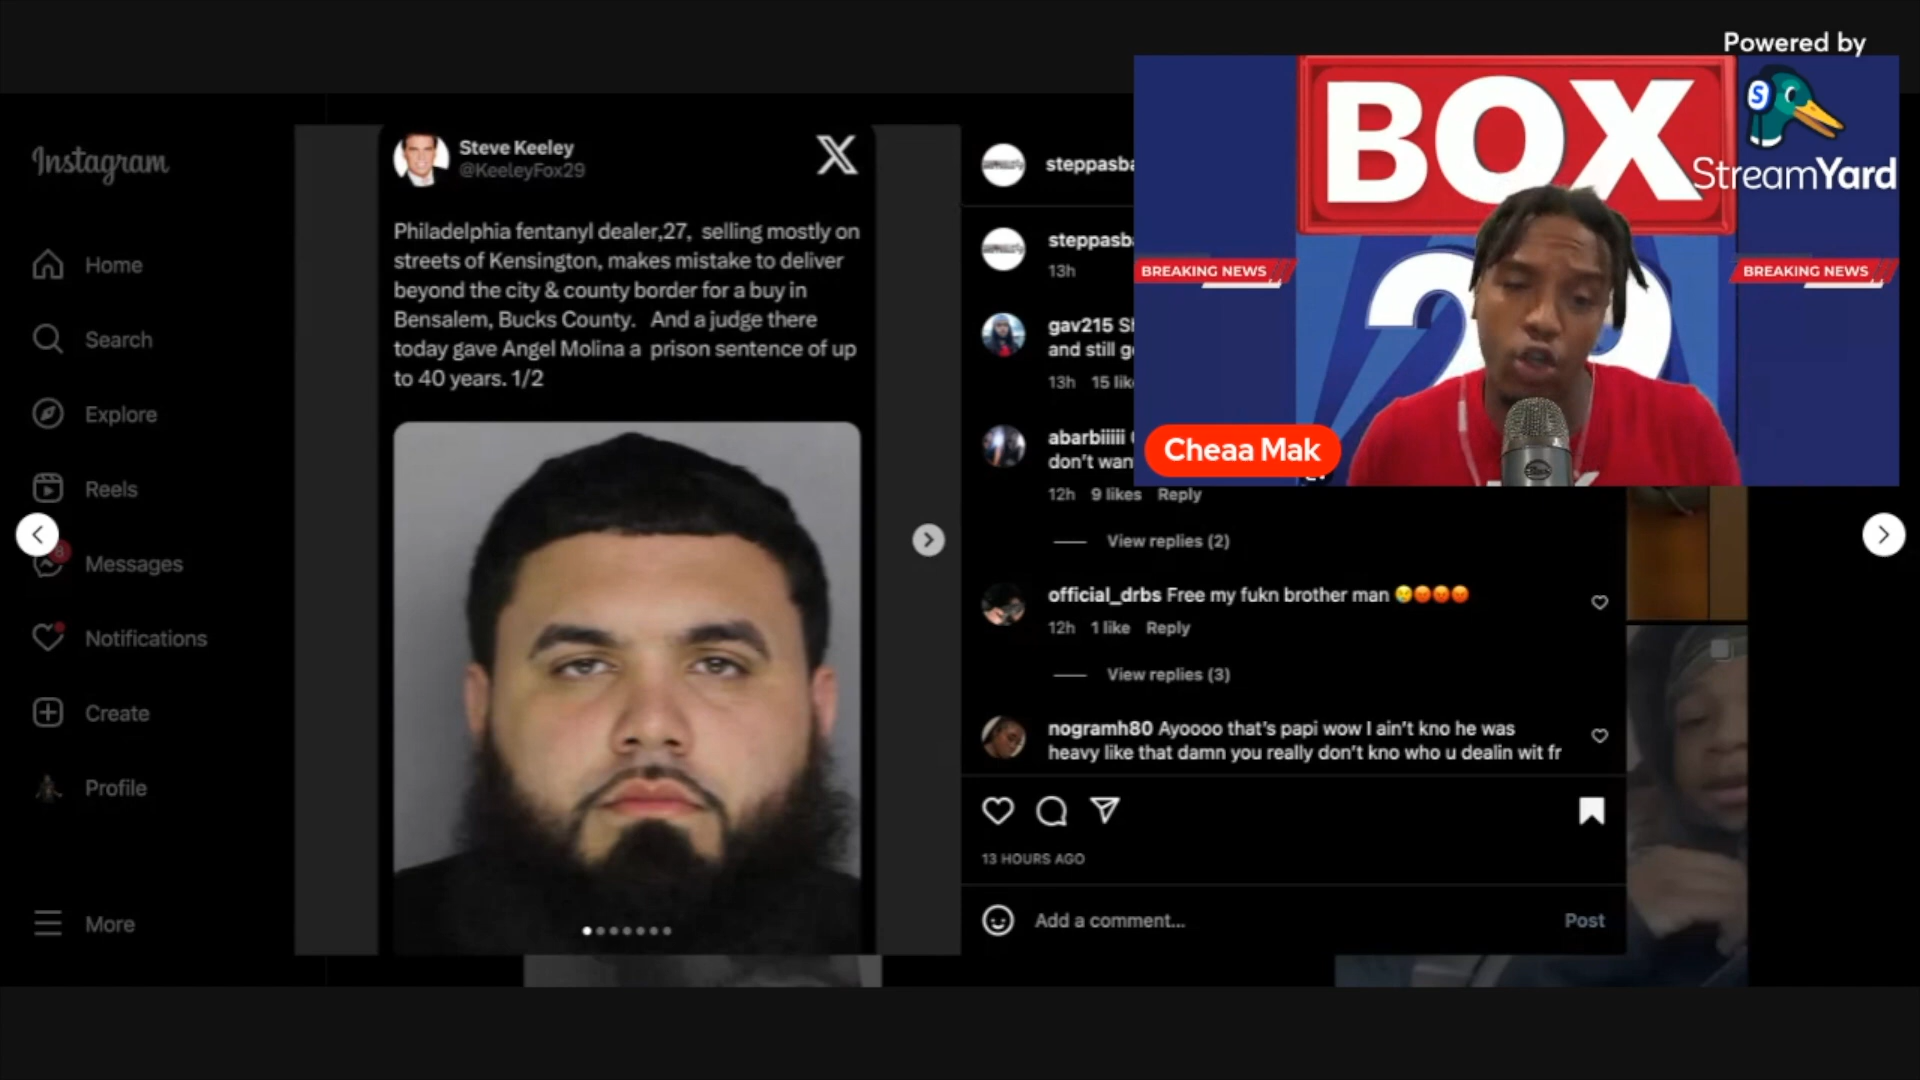 Powered by
StreamYard
BOX
29
BREAKING NEWS
BREAKING NEWS
Cheaa Mak
Instagram
Home
Search
Explore
Reels
8
Messages
Notifications
Create
Profile
More
Steve Keeley
@KeeleyFox29
Philadelphia fentanyl dealer,27, selling mostly on
streets of Kensington, makes mistake to deliver
beyond the city & county border for a buy in
Bensalem, Bucks County. And a judge there
today gave Angel Molina a prison sentence of up
to 40 years. 1/2
steppasba
steppasba
13h
gav215
and still
13h 15
abarbiiiii
don't wan
12h 9 likes Reply
View replies (2)
official_drbs Free my fukn brother man 😢😡😡😡
12h 1 like Reply
View replies (3)
nogramh80 Ayoooo that's papi wow I ain't kno he was
heavy like that damn you really don't kno who u dealin wit fr
13 HOURS AGO
Add a comment...
Post